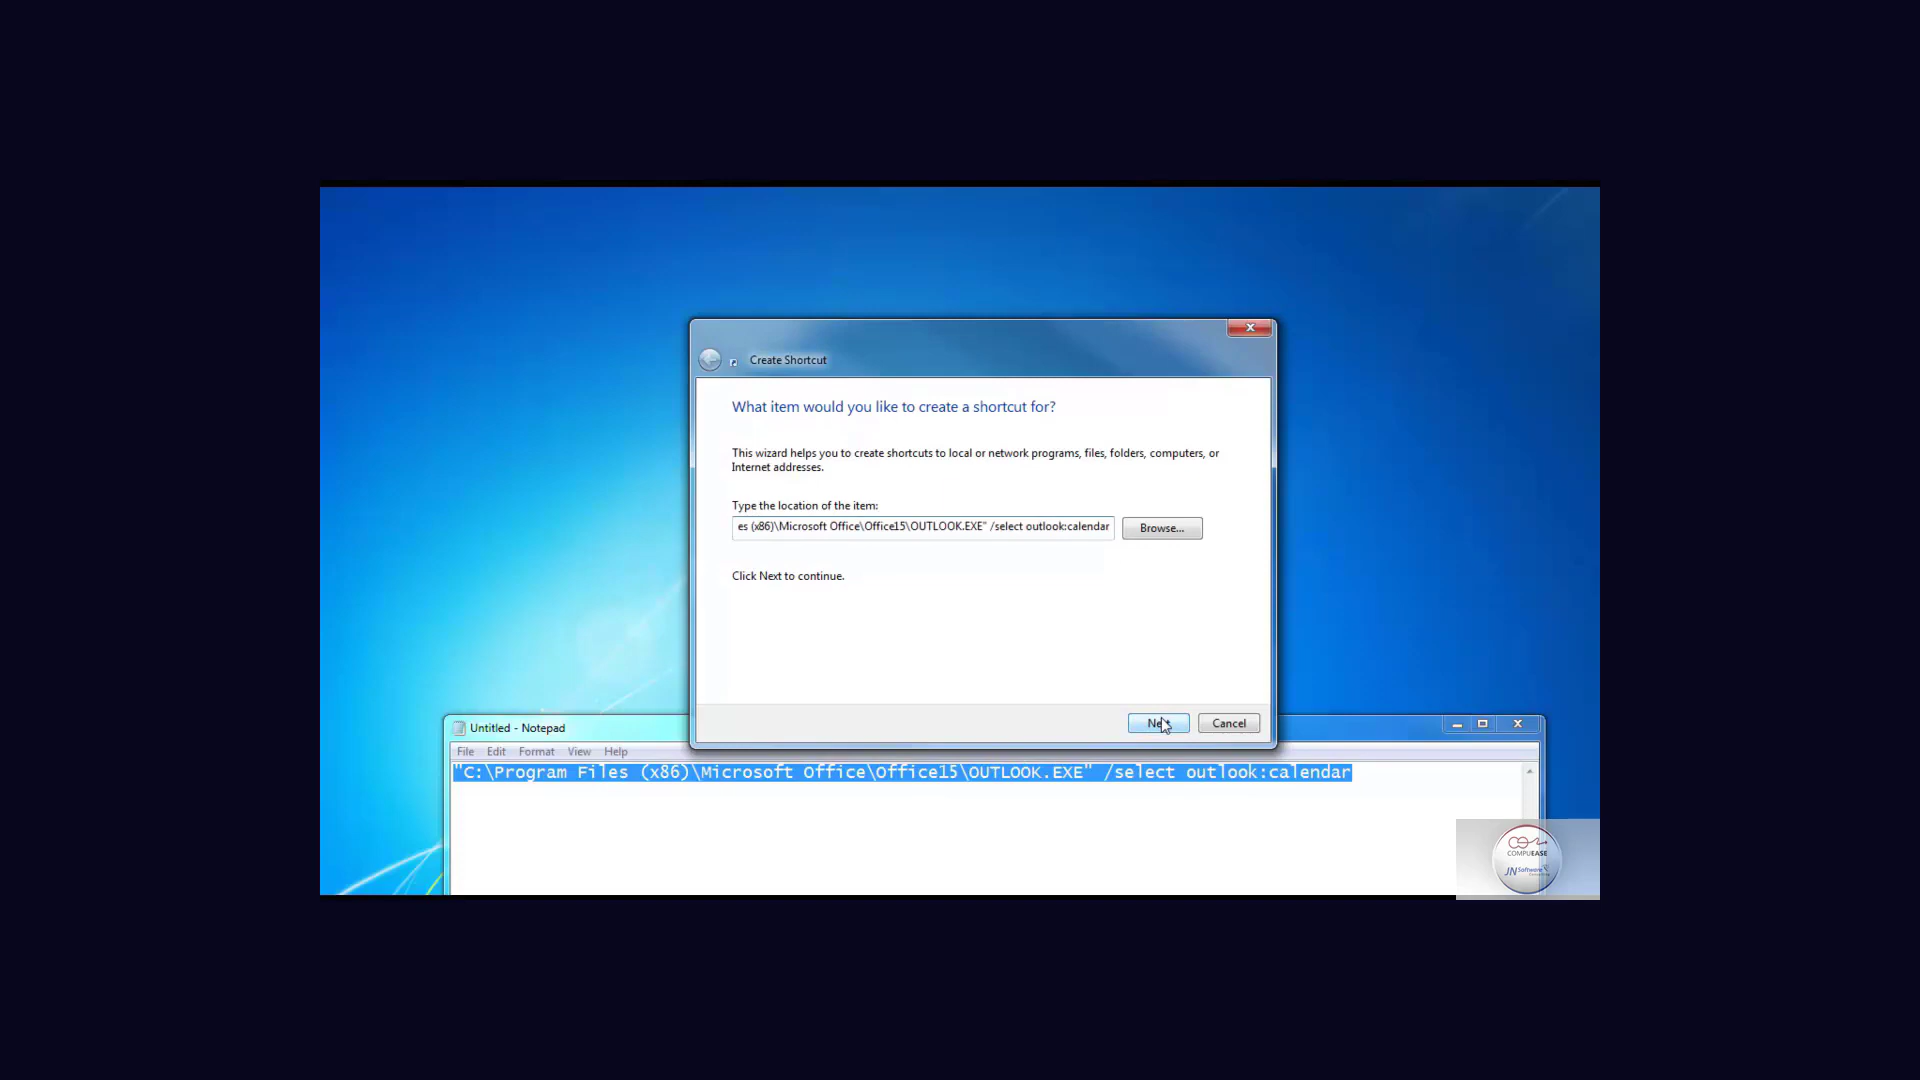 Create Shortcut
What item would you like to create a shortcut for?
This wizard helps you to create shortcuts to local or network programs, files, folders, computers, or
Internet addresses.
Type the location of the item:
es (x86)\Microsoft Office\Office15\OUTLOOK.EXE" /select outlook:calendar
Browse...
Click Next to continue.
Next
Cancel
Untitled - Notepad
File Edit Format View Help
"C:\Program Files (x86)\Microsoft Office\Office15\OUTLOOK.EXE" /select outlook:calendar
COMPUEASE
JN Software